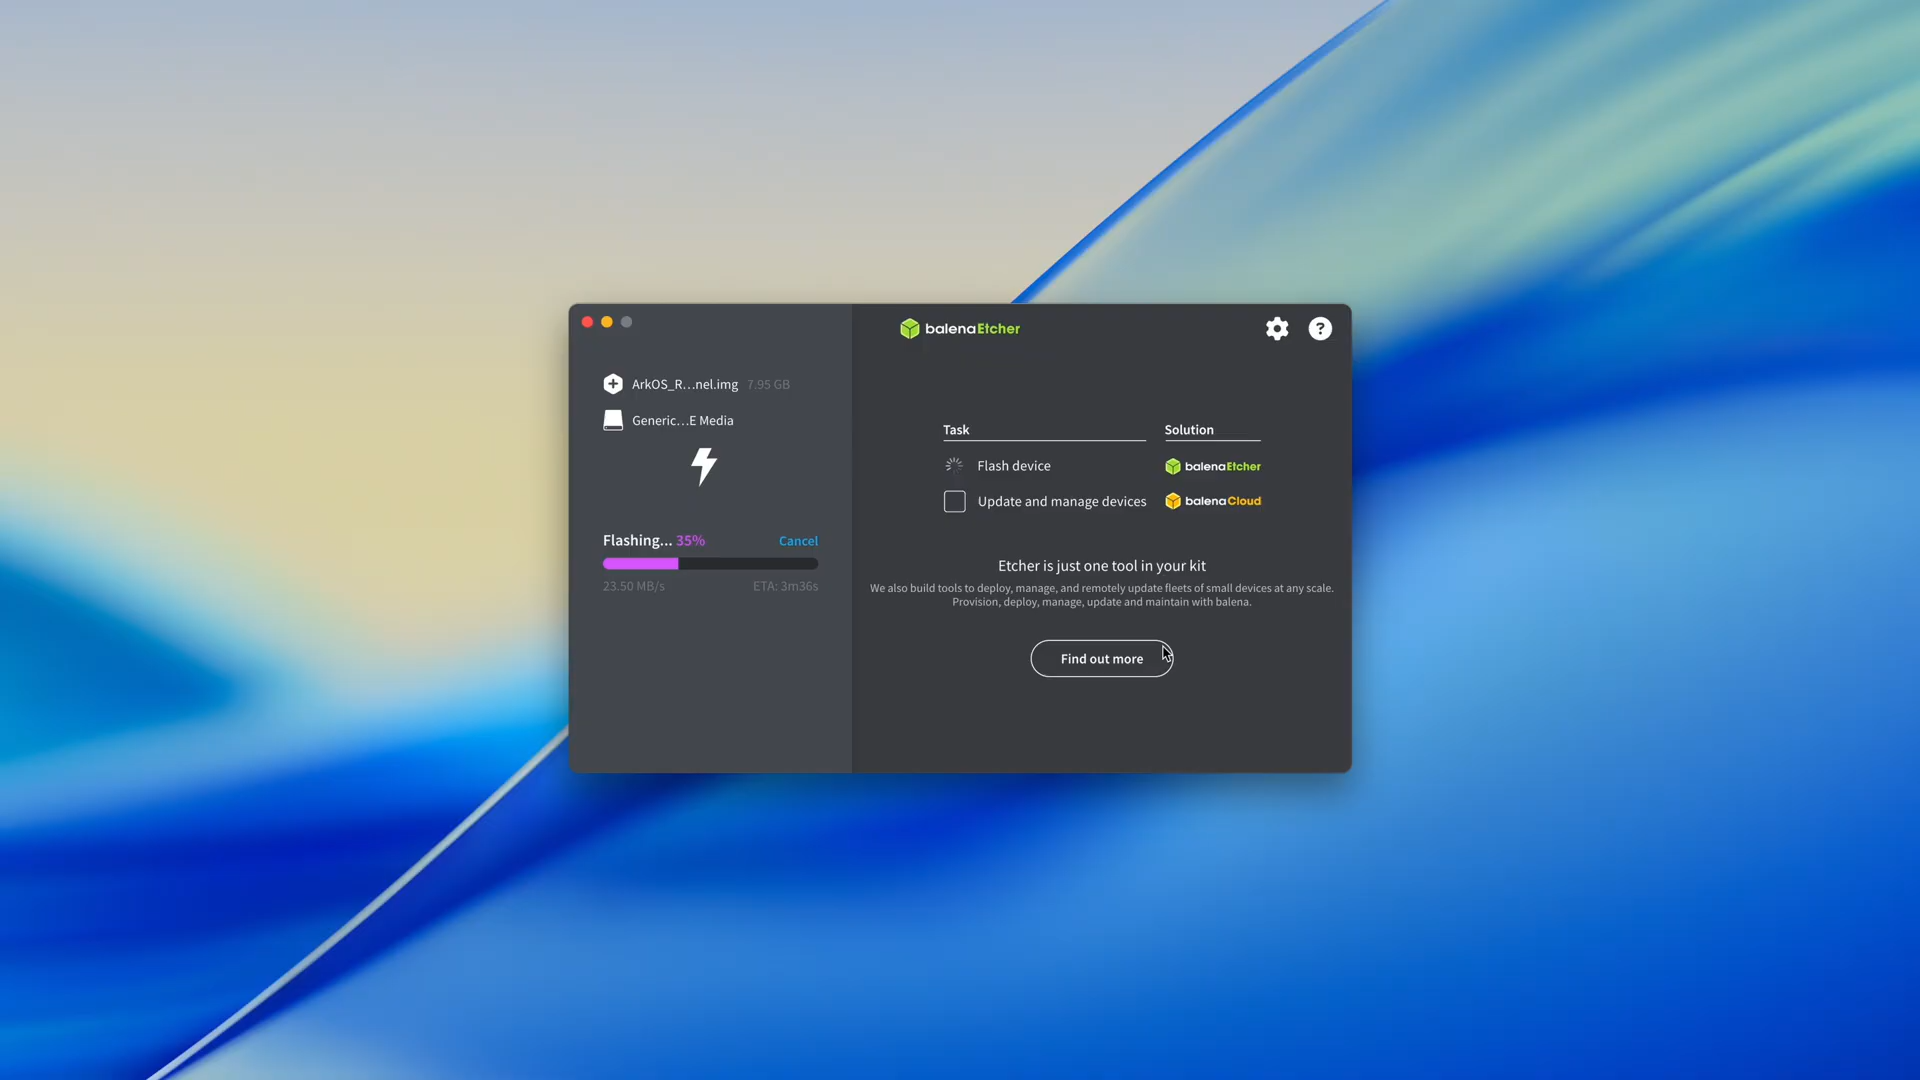 balenaEtcher
?
ArkOS_R...nel.img 7.95 GB
Generic...E Media
Flashing... 35% Cancel
23.50 MB/s ETA: 3m36s
Task Solution
Flash device balenaEtcher
Update and manage devices balenaCloud
Etcher is just one tool in your kit
We also build tools to deploy, manage, and remotely update fleets of small devices at any scale.
Provision, deploy, manage, update and maintain with balena.
Find out more